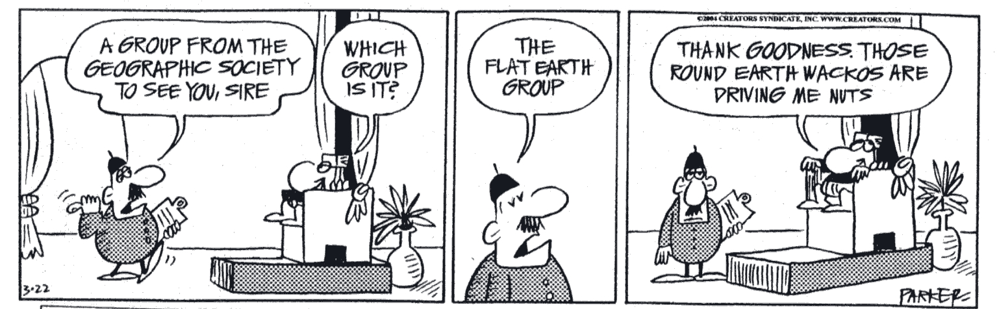 A GROUP FROM THE
GEOGRAPHIC SOCIETY
TO SEE YOU, SIRE
WHICH
GROUP
IS IT?
3•22
THE
FLAT EARTH
GROUP
©2004 CREATORS SYNDICATE, INC. WWW.CREATORS.COM
THANK GOODNESS. THOSE
ROUND EARTH WACKOS ARE
DRIVING ME NUTS
PARKER